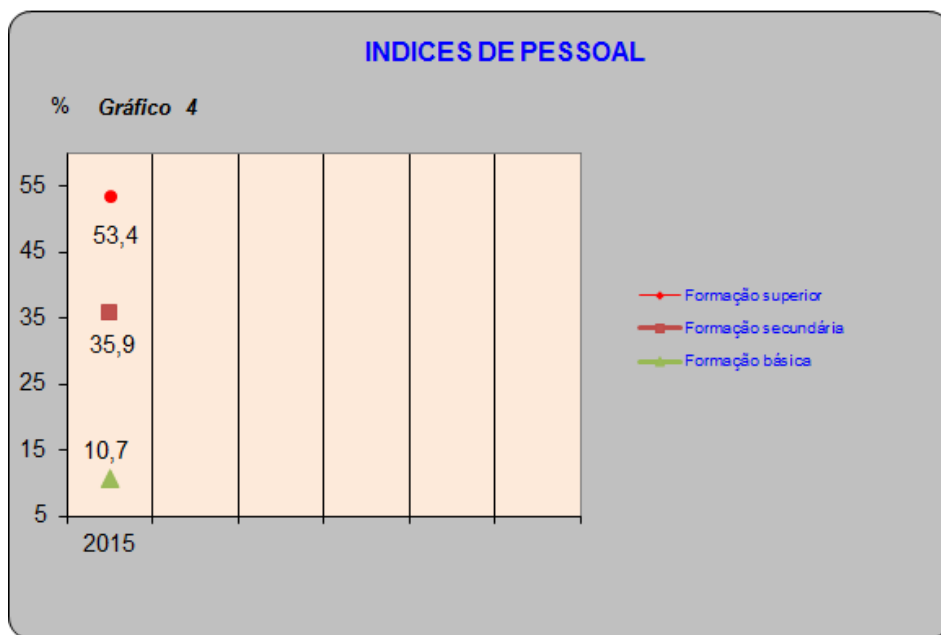 INDICES DE PESSOAL
% Gráfico 4
55
53,4
45
35
35,9
25
15
10,7
5
2015
Formação superior
Formação secundária
Formação básica